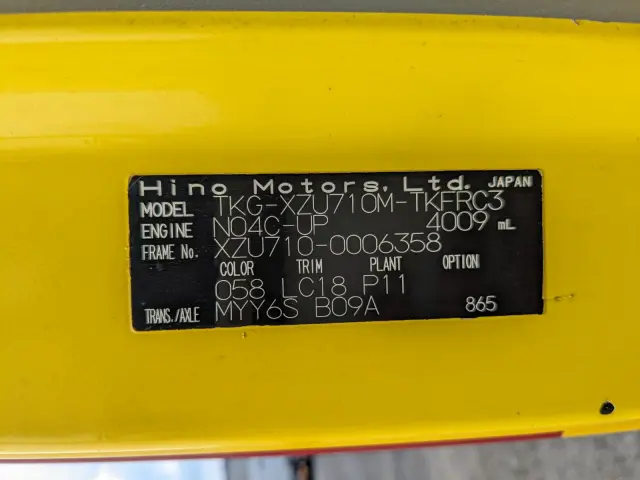 Hino Motors, Ltd. JAPAN
MODEL TKG-XZU710M-TKFRC3
ENGINE N04C-UP 4009 mL
FRAME No. XZU710-0006358
COLOR TRIM PLANT OPTION
058 LC18 P11
TRANS./AXLE MYY6S B09A 865